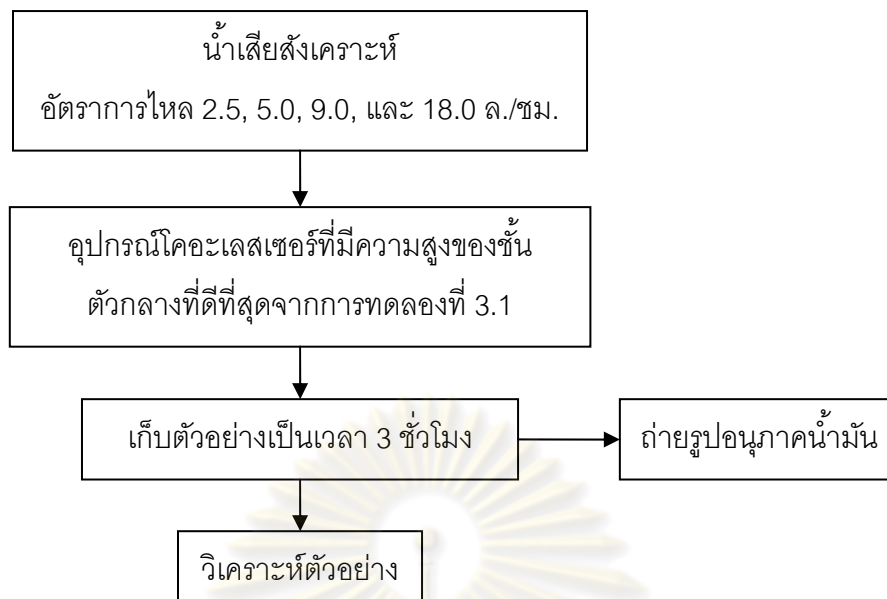 น้ำเสียสังเคราะห์
อัตราการไหล 2.5, 5.0, 9.0, และ 18.0 ล./ชม.
อุปกรณ์โคอะเลสเซอร์ที่มีความสูงของชั้น
ตัวกลางที่ดีที่สุดจากการทดลองที่ 3.1
เก็บตัวอย่างเป็นเวลา 3 ชั่วโมง
ถ่ายรูปอนุภาคน้ำมัน
วิเคราะห์ตัวอย่าง